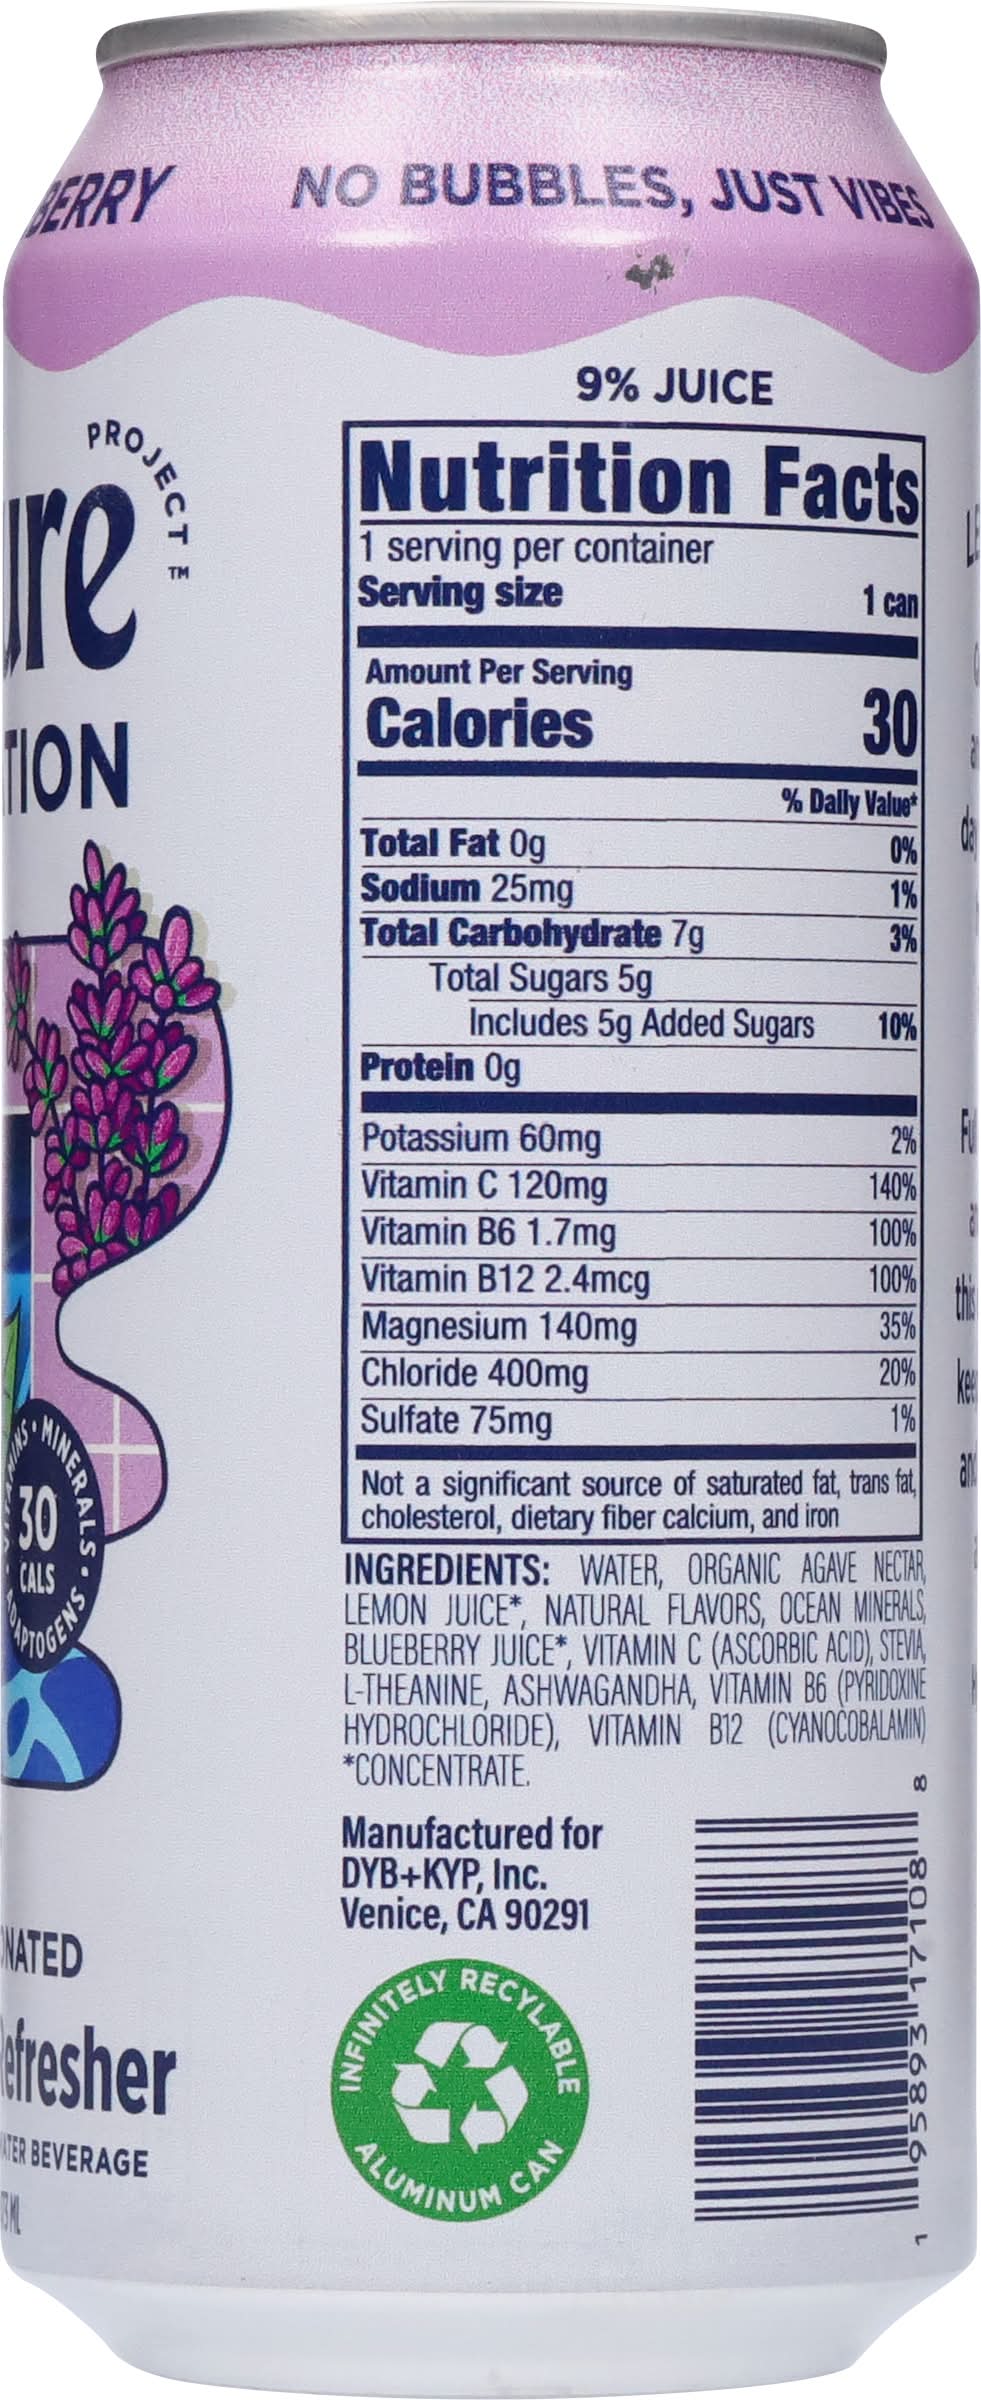 BERRY
NO BUBBLES, JUST VIBES
9% JUICE
PROJECT™
ure
TION
Nutrition Facts
1 serving per container
Serving size 1 can
Amount Per Serving
Calories 30
% Daily Value*
Total Fat 0g 0%
Sodium 25mg 1%
Total Carbohydrate 7g 3%
Total Sugars 5g
Includes 5g Added Sugars 10%
Protein 0g
Potassium 60mg 2%
Vitamin C 120mg 140%
Vitamin B6 1.7mg 100%
Vitamin B12 2.4mcg 100%
Magnesium 140mg 35%
Chloride 400mg 20%
Sulfate 75mg 1%
Not a significant source of saturated fat, trans fat,
cholesterol, dietary fiber calcium, and iron
INGREDIENTS: WATER, ORGANIC AGAVE NECTAR,
LEMON JUICE*, NATURAL FLAVORS, OCEAN MINERALS,
BLUEBERRY JUICE*, VITAMIN C (ASCORBIC ACID), STEVIA,
L-THEANINE, ASHWAGANDHA, VITAMIN B6 (PYRIDOXINE
HYDROCHLORIDE), VITAMIN B12 (CYANOCOBALAMIN)
*CONCENTRATE.
MINERALS • ADAPTOGENS •
30
CALS
Manufactured for
DYB+KYP, Inc.
Venice, CA 90291
INFINITELY RECYLABLE
ALUMINUM CAN
1 95893 17108 8
ONATED
efresher
ATER BEVERAGE
this
and